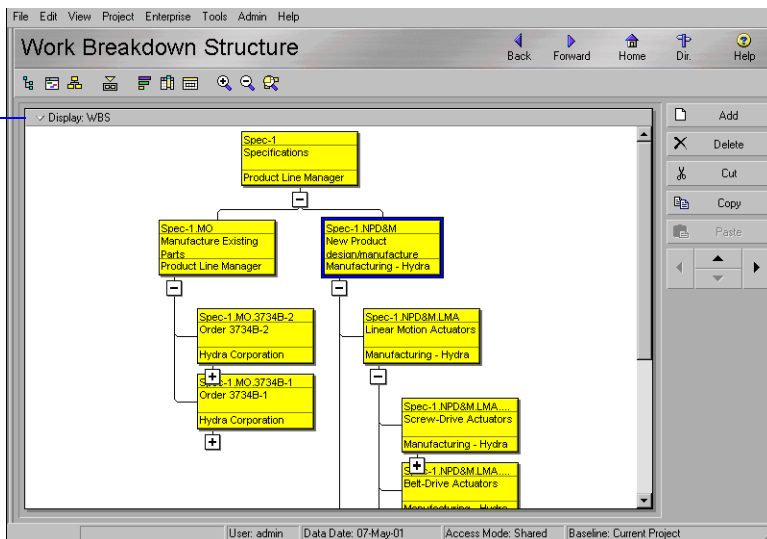 File Edit View Project Enterprise Tools Admin Help
Work Breakdown Structure
Back Forward Home Dir. Help
Display: WBS
Add
Delete
Cut
Copy
Paste
Spec-1
Specifications
Product Line Manager
Spec-1.MO
Manufacture Existing
Parts
Product Line Manager
Spec-1.NPD&M
New Product
design/manufacture
Manufacturing - Hydra
Spec-1.MO.3734B-2
Order 3734B-2
Hydra Corporation
Spec-1.MO.3734B-1
Order 3734B-1
Hydra Corporation
Spec-1.NPD&M.LMA
Linear Motion Actuators
Manufacturing - Hydra
Spec-1.NPD&M.LMA....
Screw-Drive Actuators
Manufacturing - Hydra
Spec-1.NPD&M.LMA....
Belt-Drive Actuators
Manufacturing - Hydra
User: admin Data Date: 07-May-01 Access Mode: Shared Baseline: Current Project